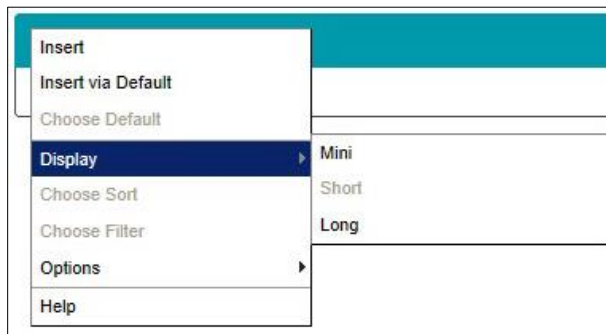 Insert
Insert via Default
Choose Default
Display
Mini
Short
Long
Choose Sort
Choose Filter
Options
Help